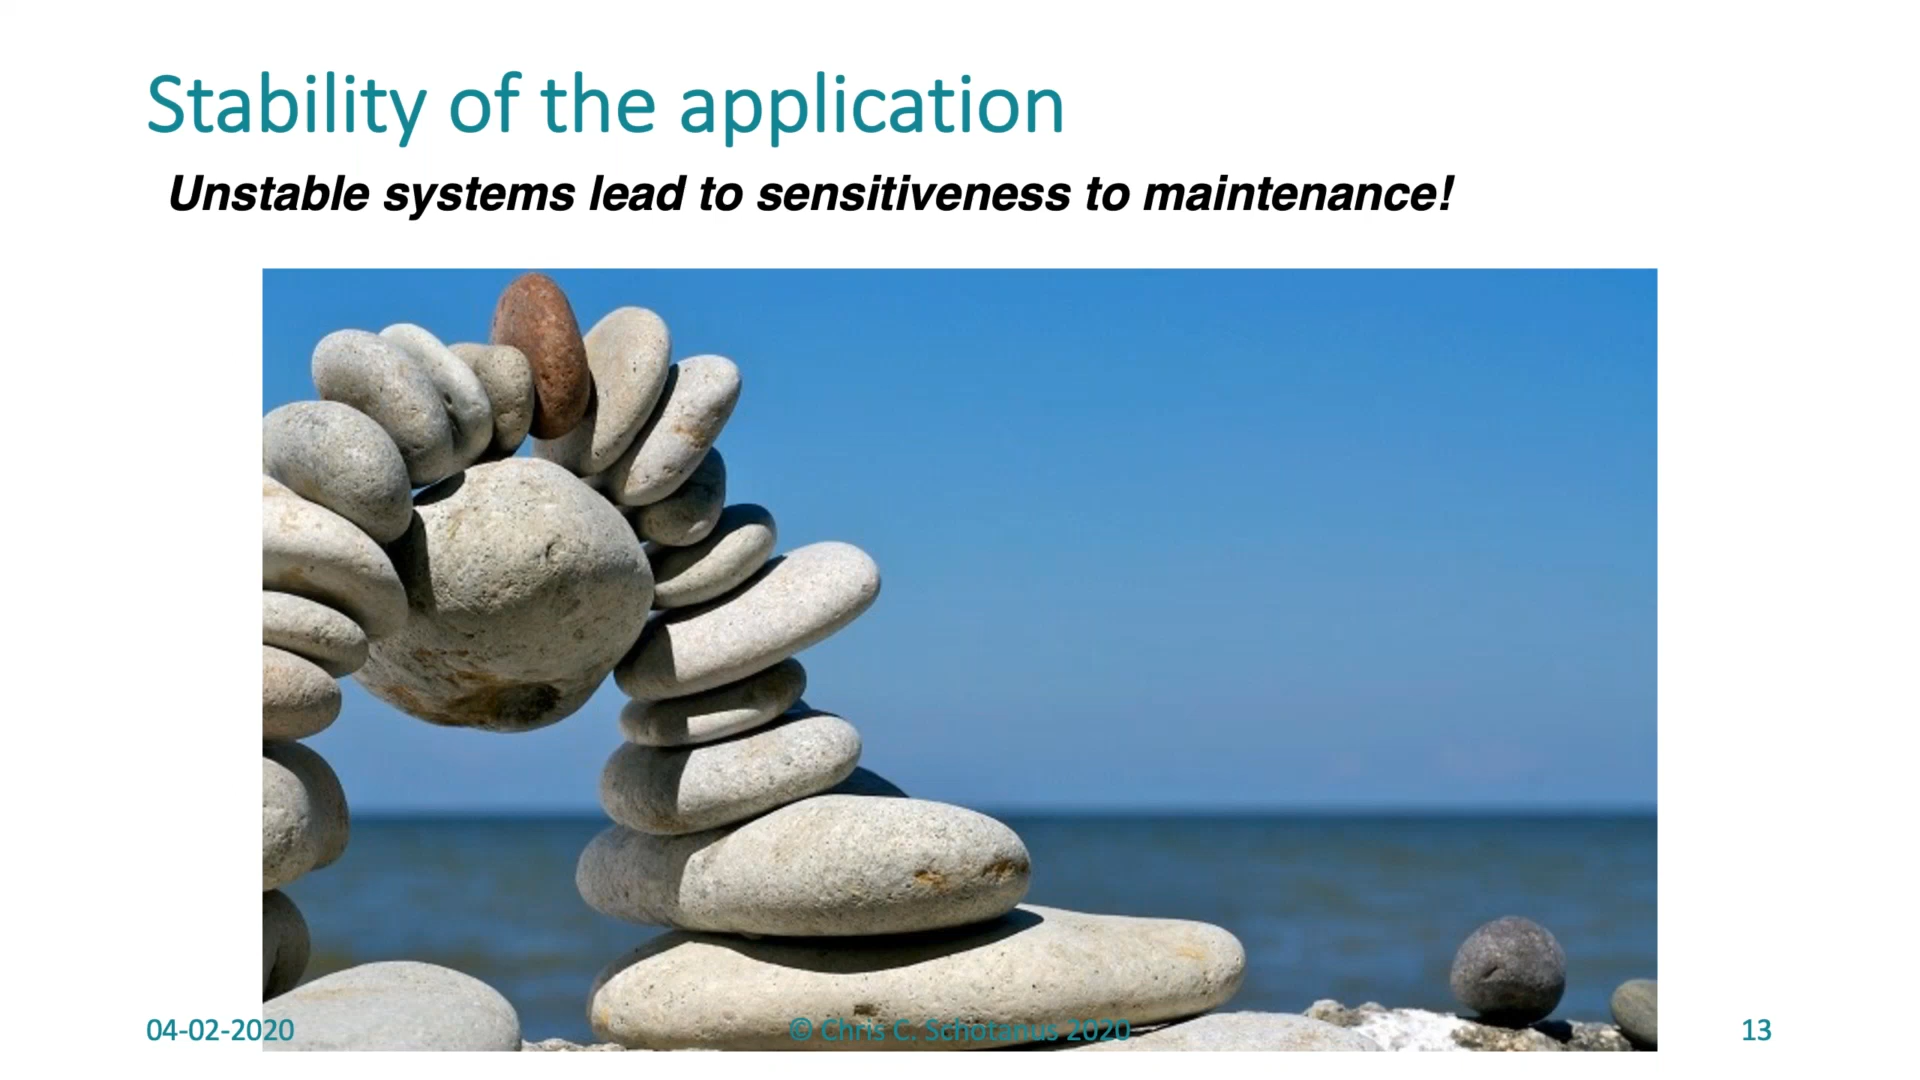 Stability of the application
Unstable systems lead to sensitiveness to maintenance!
04-02-2020
© Chris C. Schotanus 2020
13